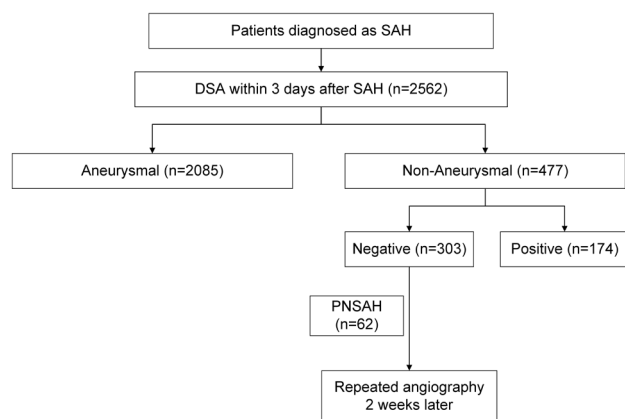 Patients diagnosed as SAH
DSA within 3 days after SAH (n=2562)
Aneurysmal (n=2085)
Non-Aneurysmal (n=477)
Negative (n=303)
Positive (n=174)
PNSAH
(n=62)
Repeated angiography
2 weeks later